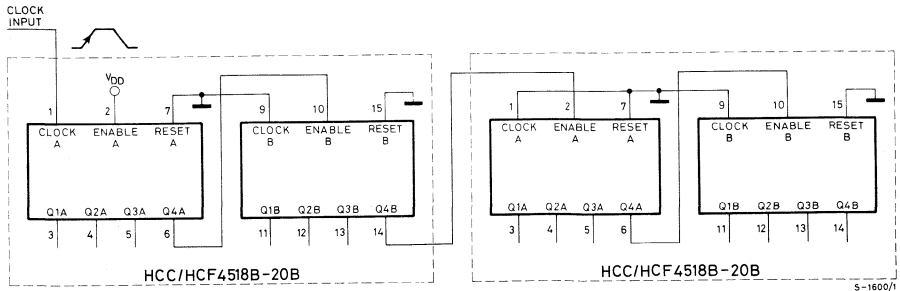 CLOCK
INPUT
VDD
1 2 7 9 10 15
CLOCK A ENABLE A RESET A
CLOCK B ENABLE B RESET B
Q1A Q2A Q3A Q4A
3 4 5 6
Q1B Q2B Q3B Q4B
11 12 13 14
HCC/HCF4518B-20B
1 2 7 9 10 15
CLOCK A ENABLE A RESET A
CLOCK B ENABLE B RESET B
Q1A Q2A Q3A Q4A
3 4 5 6
Q1B Q2B Q3B Q4B
11 12 13 14
HCC/HCF4518B-20B
S-1600/1